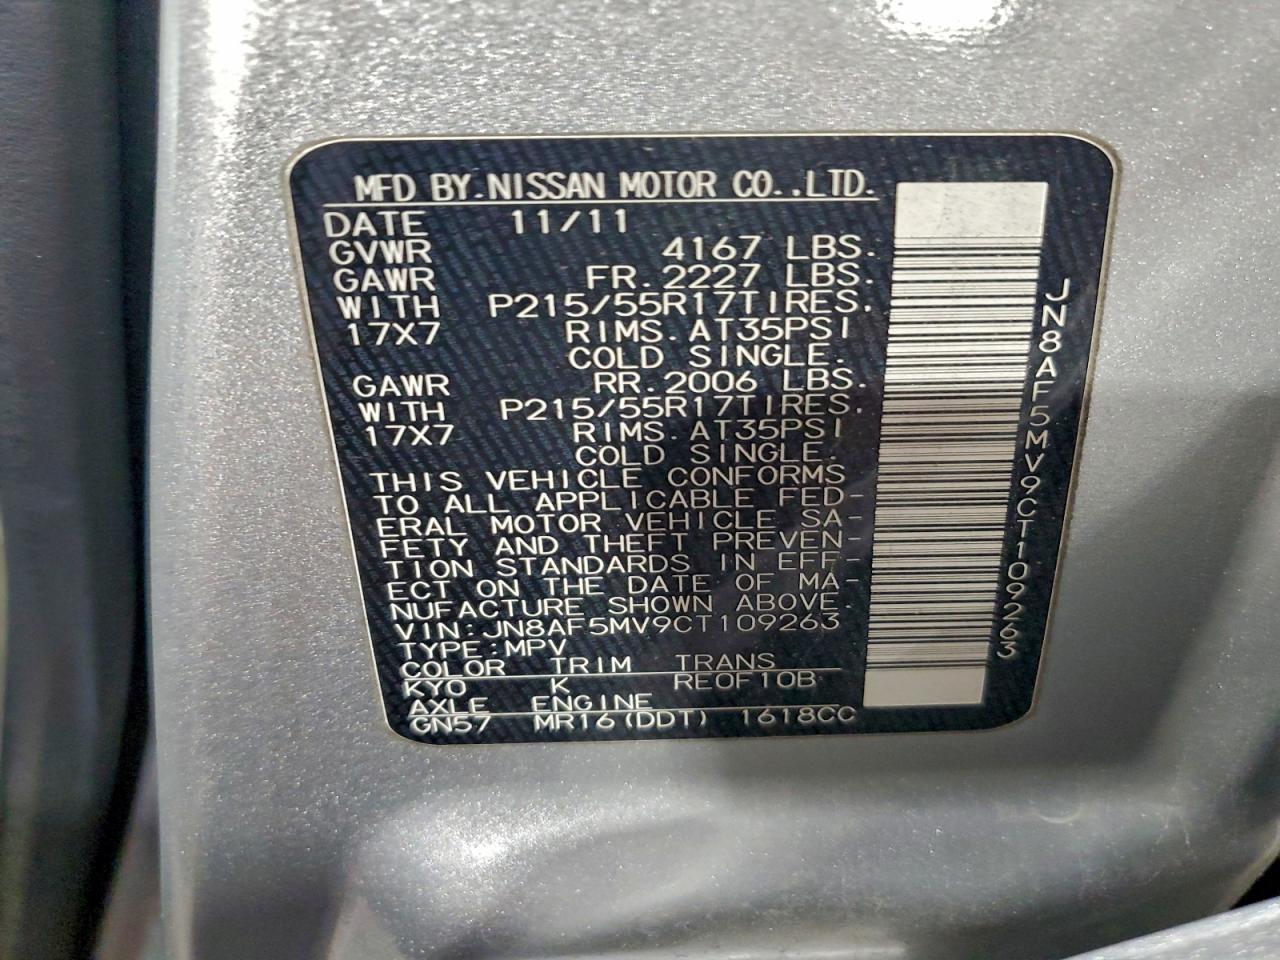 MFD BY.NISSAN MOTOR CO.,LTD.
DATE 11/11
GVWR 4167 LBS.
GAWR FR.2227 LBS.
WITH P215/55R17TIRES.
17X7 RIMS.AT35PSI
COLD SINGLE.
GAWR RR.2006 LBS.
WITH P215/55R17TIRES.
17X7 RIMS.AT35PSI
COLD SINGLE.
THIS VEHICLE CONFORMS
TO ALL APPLICABLE FED-
ERAL MOTOR VEHICLE SA-
FETY AND THEFT PREVEN-
TION STANDARDS IN EFF-
ECT ON THE DATE OF MA-
NUFACTURE SHOWN ABOVE.
VIN:JN8AF5MV9CT109263
TYPE:MPV
COLOR TRIM TRANS
KYO K RE0F10B
AXLE ENGINE
GN57 MR16(DDT) 1618CC
JN8AF5MV9CT109263